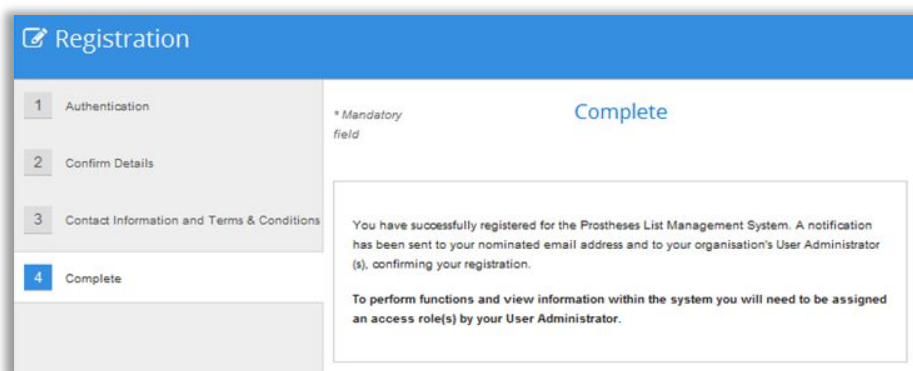 Registration
1 Authentication
2 Confirm Details
3 Contact Information and Terms & Conditions
4 Complete
* Mandatory
field
Complete
You have successfully registered for the Prostheses List Management System. A notification
has been sent to your nominated email address and to your organisation's User Administrator
(s), confirming your registration.
To perform functions and view information within the system you will need to be assigned
an access role(s) by your User Administrator.